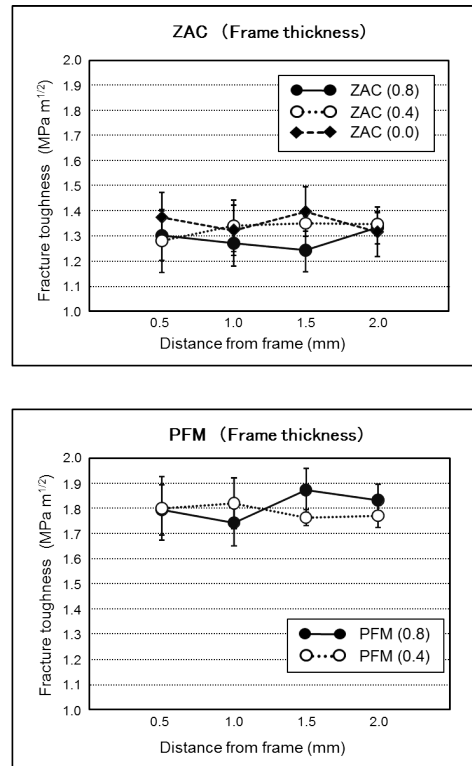 ZAC （Frame thickness）
Fracture toughness (MPa m1/2)
2.0
1.9
1.8
1.7
1.6
1.5
1.4
1.3
1.2
1.1
1.0
ZAC (0.8)
ZAC (0.4)
ZAC (0.0)
0.5 1.0 1.5 2.0
Distance from frame (mm)
PFM （Frame thickness）
Fracture toughness (MPa m1/2)
2.0
1.9
1.8
1.7
1.6
1.5
1.4
1.3
1.2
1.1
1.0
PFM (0.8)
PFM (0.4)
0.5 1.0 1.5 2.0
Distance from frame (mm)